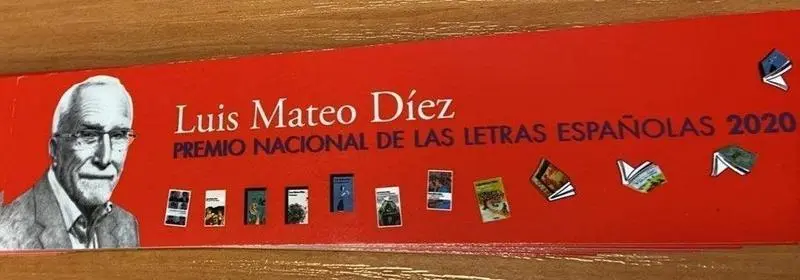 Luis Mateo Díez
PREMIO NACIONAL DE LAS LETRAS ESPAÑOLAS 2020